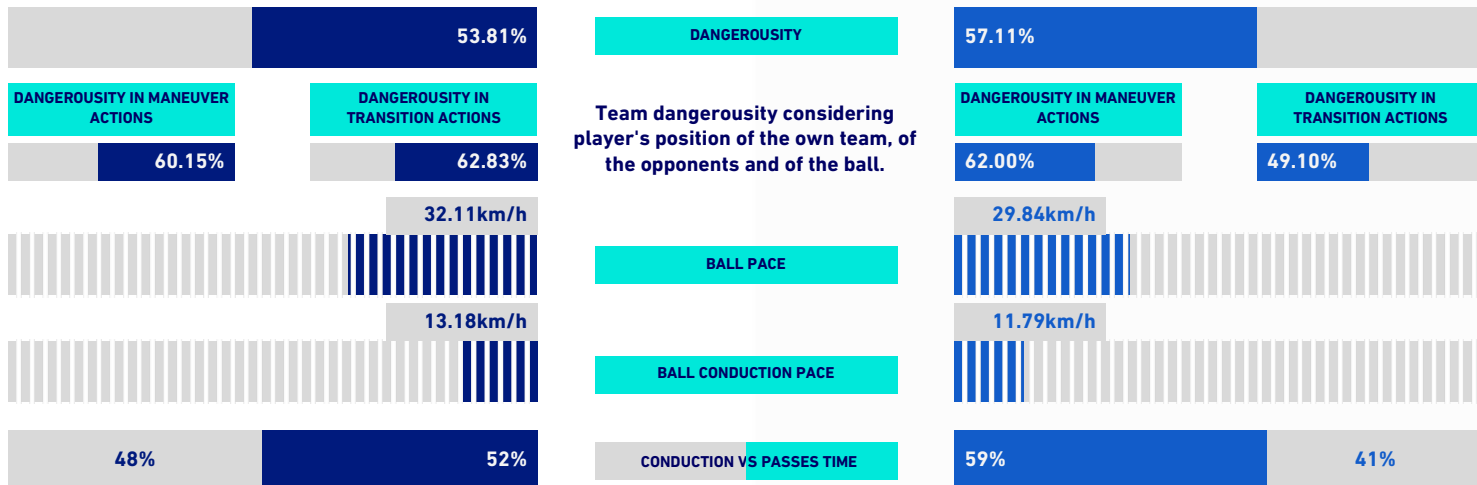 53.81%
DANGEROUSITY
57.11%
DANGEROUSITY IN MANEUVER
ACTIONS
DANGEROUSITY IN
TRANSITION ACTIONS
60.15%
62.83%
Team dangerousity considering
player's position of the own team, of
the opponents and of the ball.
DANGEROUSITY IN MANEUVER
ACTIONS
DANGEROUSITY IN
TRANSITION ACTIONS
62.00%
49.10%
32.11km/h
BALL PACE
29.84km/h
13.18km/h
BALL CONDUCTION PACE
11.79km/h
48%
52%
CONDUCTION VS PASSES TIME
59%
41%